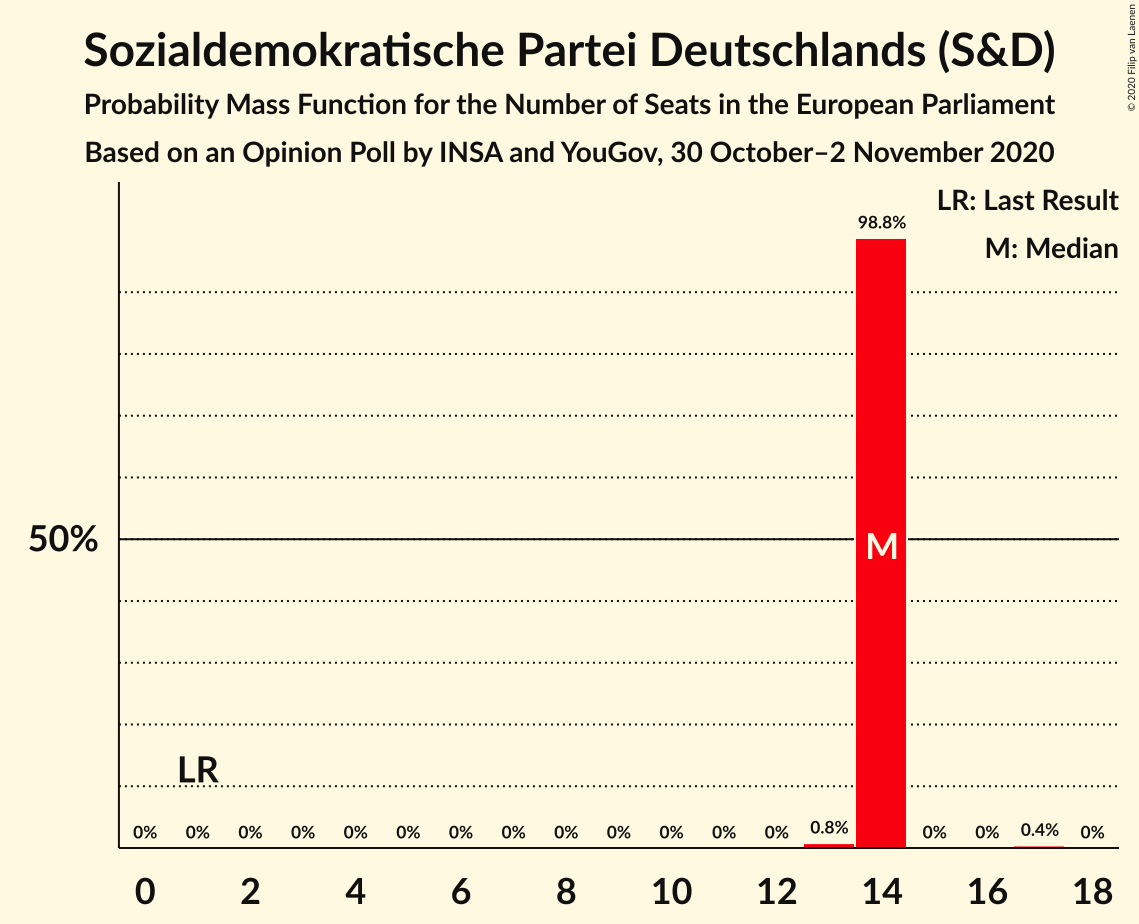 Sozialdemokratische Partei Deutschlands (S&D)
Probability Mass Function for the Number of Seats in the European Parliament
Based on an Opinion Poll by INSA and YouGov, 30 October–2 November 2020
© 2020 Filip van Laenen
LR: Last Result
M: Median
98.8%
50%
M
LR
0% 0% 0% 0% 0% 0% 0% 0% 0% 0% 0% 0% 0% 0.8% 0% 0% 0.4% 0%
0 2 4 6 8 10 12 14 16 18